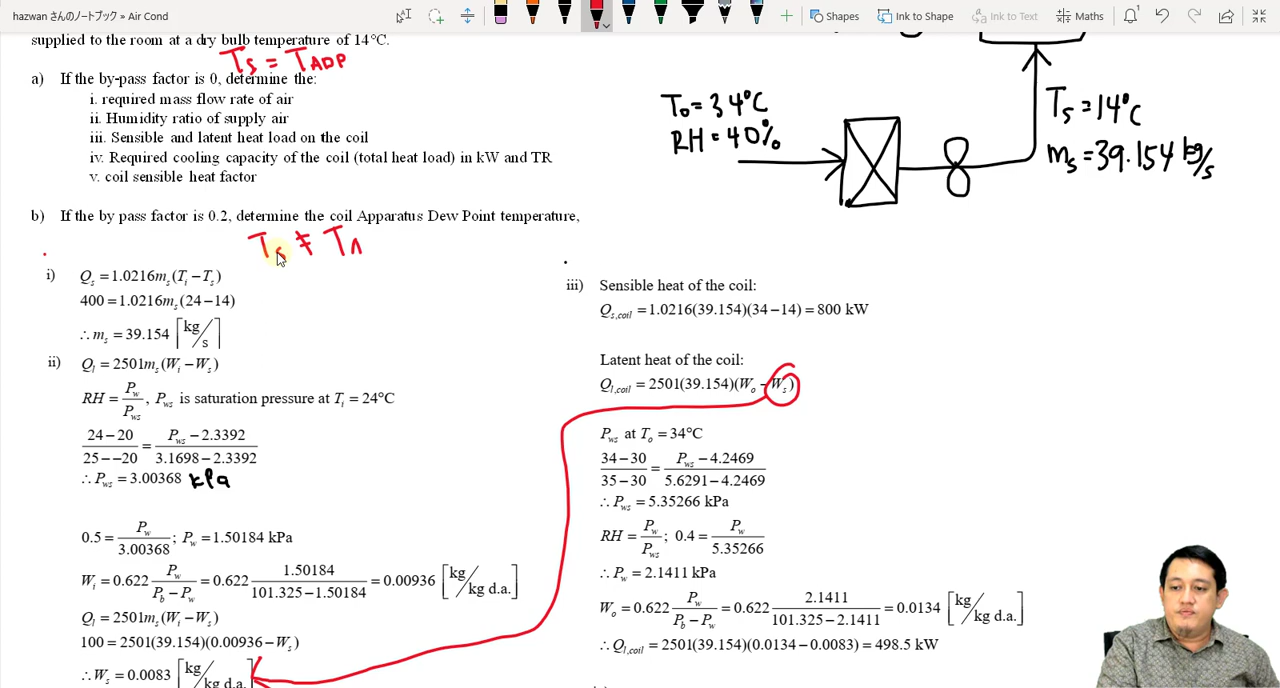 hazwan さんのノートブック » Air Cond
Shapes
Ink to Shape
Ink to Text
Maths
supplied to the room at a dry bulb temperature of 14°C.
Ts = TADP
a) If the by-pass factor is 0, determine the:
i. required mass flow rate of air
ii. Humidity ratio of supply air
iii. Sensible and latent heat load on the coil
iv. Required cooling capacity of the coil (total heat load) in kW and TR
v. coil sensible heat factor
b) If the by pass factor is 0.2, determine the coil Apparatus Dew Point temperature,
Ts ≠ TA
To = 34°C
RH = 40%
Ts = 14°C
ms = 39.154 kg/s
i) Qs = 1.0216ms(Ti − Ts)
400 = 1.0216ms(24−14)
∴ ms = 39.154 [kg/s]
ii) Ql = 2501ms(Wi − Ws)
RH = Pw/Pws, Pws is saturation pressure at Ti = 24°C
24−20/25−−20 = Pws − 2.3392/3.1698 − 2.3392
∴ Pws = 3.00368 kPa
0.5 = Pw/3.00368; Pw = 1.50184 kPa
Wi = 0.622 Pw/Pb − Pw = 0.622 1.50184/101.325 − 1.50184 = 0.00936 [kg/kg d.a.]
Ql = 2501ms(Wi − Ws)
100 = 2501(39.154)(0.00936 − Ws)
∴ Ws = 0.0083 [kg/kg d.a.]
iii) Sensible heat of the coil:
Qs,coil = 1.0216(39.154)(34−14) = 800 kW
Latent heat of the coil:
Ql,coil = 2501(39.154)(Wo − Ws)
Pws at To = 34°C
34−30/35−30 = Pws − 4.2469/5.6291 − 4.2469
∴ Pws = 5.35266 kPa
RH = Pw/Pws; 0.4 = Pw/5.35266
∴ Pw = 2.1411 kPa
Wo = 0.622 Pw/Pb − Pw = 0.622 2.1411/101.325 − 2.1411 = 0.0134 [kg/kg d.a.]
∴ Ql,coil = 2501(39.154)(0.0134 − 0.0083) = 498.5 kW